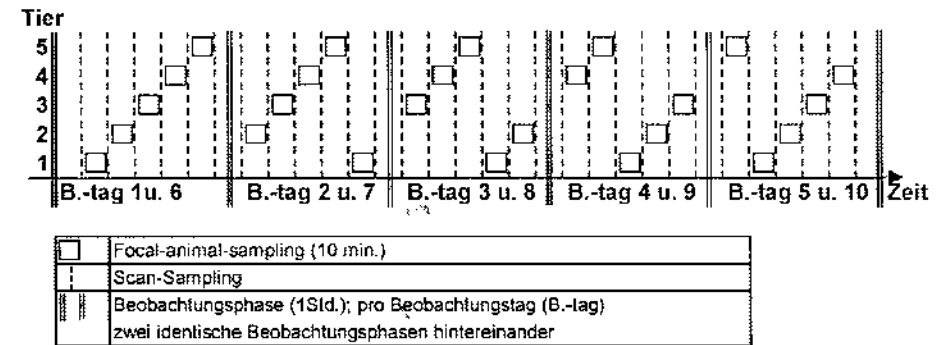 Tier
5
4
3
2
1
B.-tag 1u. 6 B.-tag 2 u. 7 B.-tag 3 u. 8 B.-tag 4 u. 9 B.-tag 5 u. 10 Zeit
Focal-animal-sampling (10 min.)
Scan-Sampling
Beobachtungsphase (1Std.); pro Beobachtungstag (B.-tag)
zwei identische Beobachtungsphasen hintereinander